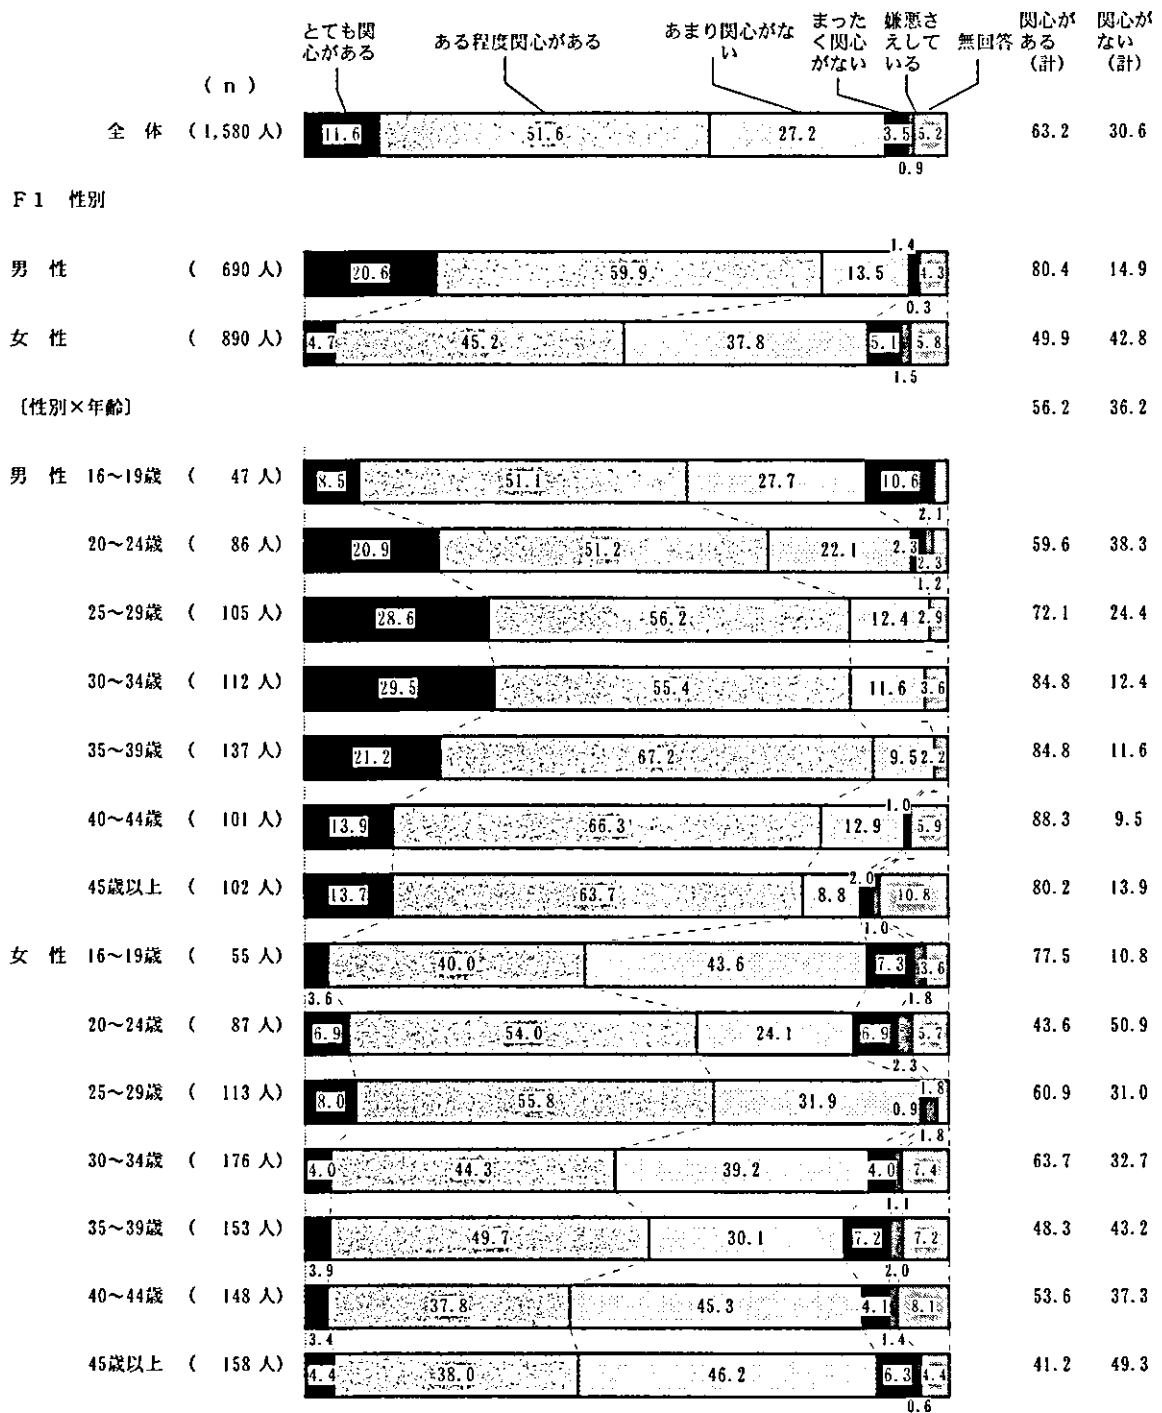 とても関心がある ある程度関心がある あまり関心がない まったく関心がない 嫌悪さえしている 無回答 関心がある(計) 関心がない(計)
(n)
全体 (1,580人) 11.6 51.6 27.2 3.5 5.2 63.2 30.6
0.9
F1 性別
1.4
男性 (690人) 20.6 59.9 13.5 4.3 80.4 14.9
0.3
女性 (890人) 4.7 45.2 37.8 5.1 5.8 49.9 42.8
1.5
〔性別×年齢〕 56.2 36.2
男性 16~19歳 (47人) 8.5 51.1 27.7 10.6
2.1
20~24歳 (86人) 20.9 51.2 22.1 2.3 2.3 59.6 38.3
1.2
25~29歳 (105人) 28.6 56.2 12.4 2.9 72.1 24.4
-
30~34歳 (112人) 29.5 55.4 11.6 3.6 84.8 12.4
-
35~39歳 (137人) 21.2 67.2 9.5 2.2 84.8 11.6
1.0
40~44歳 (101人) 13.9 66.3 12.9 5.9 88.3 9.5
-
2.0
45歳以上 (102人) 13.7 63.7 8.8 10.8 80.2 13.9
1.0
女性 16~19歳 (55人) 40.0 43.6 7.3 3.6 77.5 10.8
3.6 1.8
20~24歳 (87人) 6.9 54.0 24.1 6.9 5.7 43.6 50.9
2.3
1.8
25~29歳 (113人) 8.0 55.8 31.9 0.9 60.9 31.0
1.8
30~34歳 (176人) 4.0 44.3 39.2 4.0 7.4 63.7 32.7
1.1
35~39歳 (153人) 49.7 30.1 7.2 7.2 48.3 43.2
3.9 2.0
40~44歳 (148人) 37.8 45.3 4.1 8.1 53.6 37.3
3.4 1.4
45歳以上 (158人) 4.4 38.0 46.2 6.3 4.4 41.2 49.3
0.6